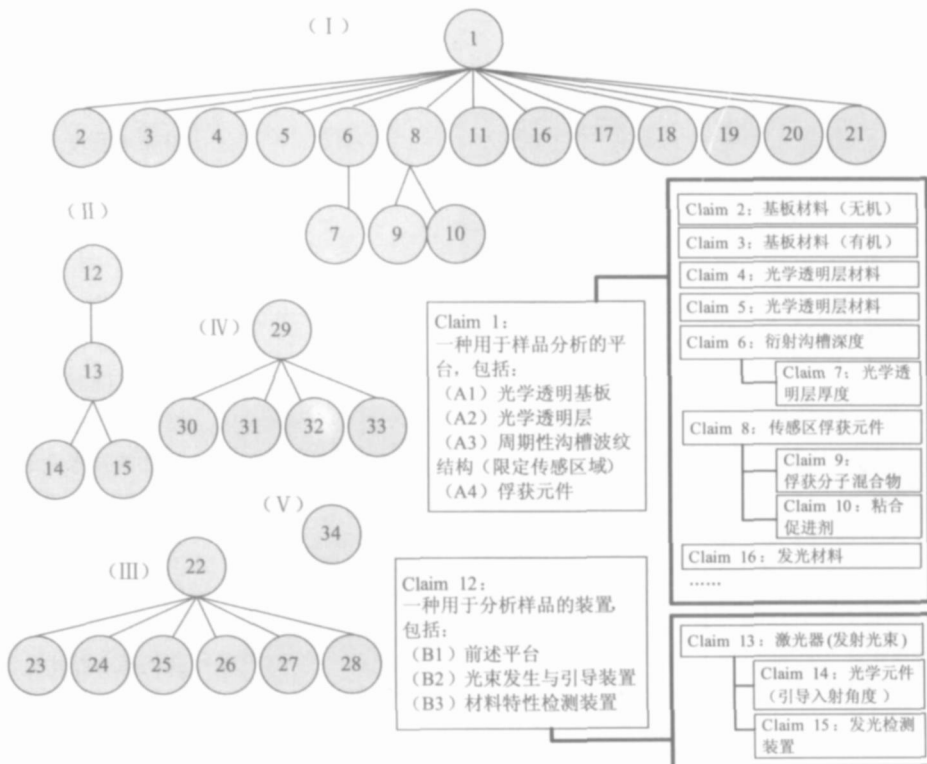 (Ⅰ)
1
2
3
4
5
6
8
11
16
17
18
19
20
21
7
9
10
(Ⅱ)
12
13
14
15
(Ⅳ)
29
30
31
32
33
(Ⅴ)
34
(Ⅲ)
22
23
24
25
26
27
28
Claim 1:
一种用于样品分析的平
台,包括:
(A1)光学透明基板
(A2)光学透明层
(A3)周期性沟槽波纹
结构(限定传感区域)
(A4)俘获元件
Claim 2:基板材料(无机)
Claim 3:基板材料(有机)
Claim 4:光学透明层材料
Claim 5:光学透明层材料
Claim 6:衍射沟槽深度
Claim 7:光学透
明层厚度
Claim 8:传感区俘获元件
Claim 9:
俘获分子混合物
Claim 10:粘合
促进剂
Claim 16:发光材料
……
Claim 12:
一种用于分析样品的装置,
包括:
(B1)前述平台
(B2)光束发生与引导装置
(B3)材料特性检测装置
Claim 13:激光器(发射光束)
Claim 14:光学元件
(引导入射角度)
Claim 15:发光检测
装置